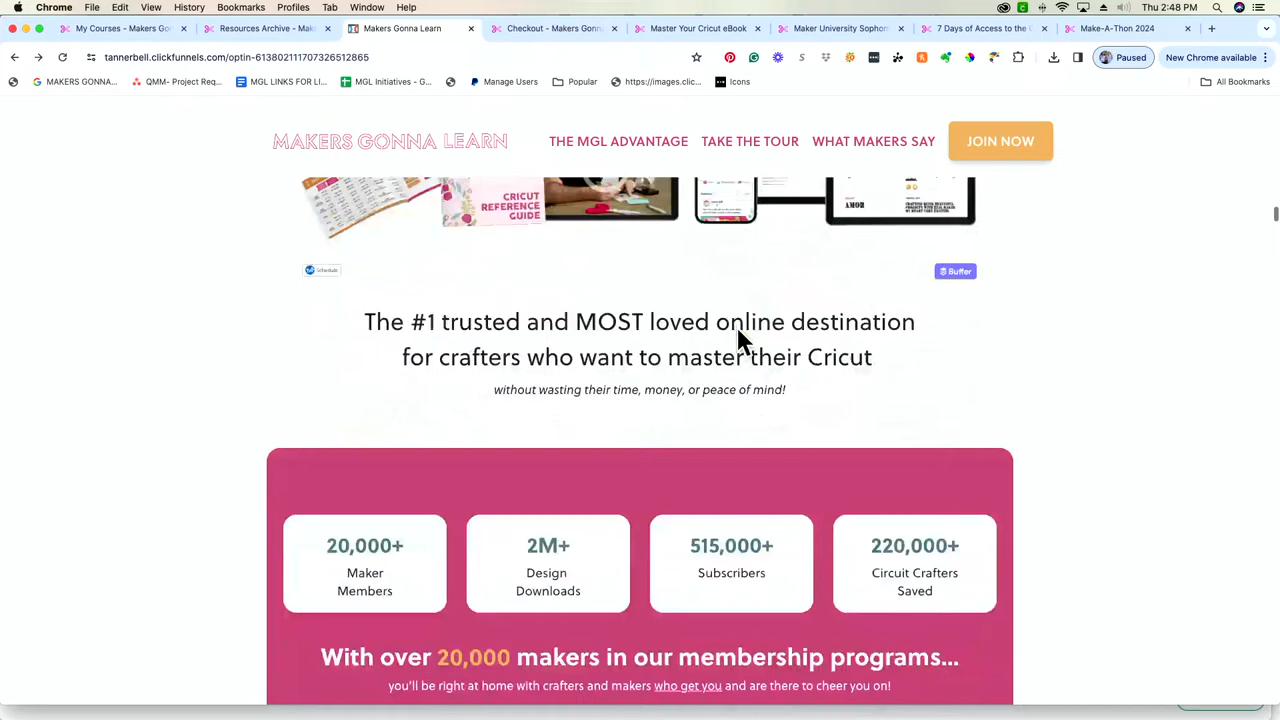 Chrome File Edit View History Bookmarks Profiles Tab Window Help Thu 2:48 PM
My Courses - Makers Go
Resources Archive - Mak
Makers Gonna Learn
Checkout - Makers Gonn
Master Your Cricut eBook
Maker University Sophom
7 Days of Access to the C
Make-A-Thon 2024
tannerbell.clickfunnels.com/optin-613802111707326512865
Paused
New Chrome available
MAKERS GONNA...
QMM- Project Req...
MGL LINKS FOR LI...
MGL Initiatives - G...
Manage Users
Popular
https://images.clic...
Icons
All Bookmarks
MAKERS GONNA LEARN
THE MGL ADVANTAGE
TAKE THE TOUR
WHAT MAKERS SAY
JOIN NOW
CRICUT
REFERENCE
GUIDE
Schedule
Buffer
The #1 trusted and MOST loved online destination
for crafters who want to master their Cricut
without wasting their time, money, or peace of mind!
20,000+
Maker
Members
2M+
Design
Downloads
515,000+
Subscribers
220,000+
Circuit Crafters
Saved
With over 20,000 makers in our membership programs...
you'll be right at home with crafters and makers who get you and are there to cheer you on!